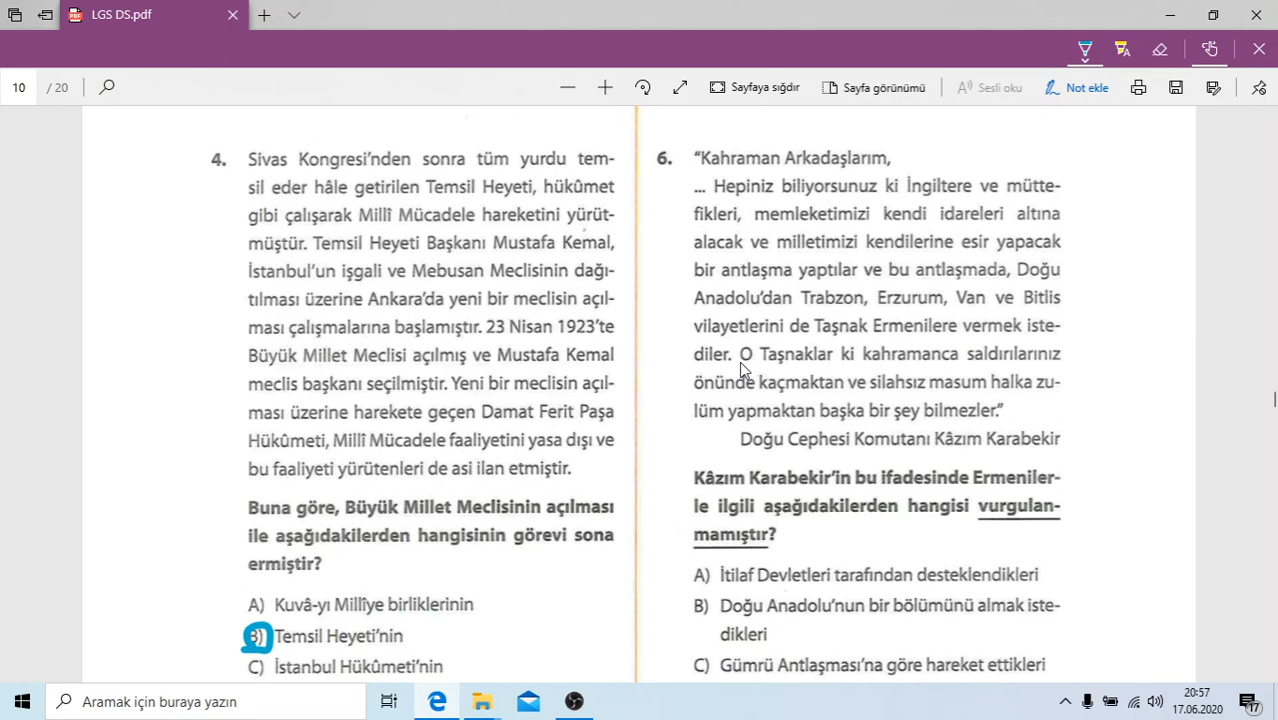 LGS DS.pdf
10 / 20
Sayfaya sığdır
Sayfa görünümü
Sesli oku
Not ekle
4. Sivas Kongresi’nden sonra tüm yurdu tem-
sil eder hâle getirilen Temsil Heyeti, hükûmet
gibi çalışarak Millî Mücadele hareketini yürüt-
müştür. Temsil Heyeti Başkanı Mustafa Kemal,
İstanbul’un işgali ve Mebusan Meclisinin dağı-
tılması üzerine Ankara’da yeni bir meclisin açıl-
ması çalışmalarına başlamıştır. 23 Nisan 1923’te
Büyük Millet Meclisi açılmış ve Mustafa Kemal
meclis başkanı seçilmiştir. Yeni bir meclisin açıl-
ması üzerine harekete geçen Damat Ferit Paşa
Hükûmeti, Millî Mücadele faaliyetini yasa dışı ve
bu faaliyeti yürütenleri de asi ilan etmiştir.
Buna göre, Büyük Millet Meclisinin açılması
ile aşağıdakilerden hangisinin görevi sona
ermiştir?
A) Kuvâ-yı Millîye birliklerinin
B) Temsil Heyeti’nin
C) İstanbul Hükûmeti’nin
6. “Kahraman Arkadaşlarım,
... Hepiniz biliyorsunuz ki İngiltere ve mütte-
fikleri, memleketimizi kendi idareleri altına
alacak ve milletimizi kendilerine esir yapacak
bir antlaşma yaptılar ve bu antlaşmada, Doğu
Anadolu’dan Trabzon, Erzurum, Van ve Bitlis
vilayetlerini de Taşnak Ermenilere vermek iste-
diler. O Taşnaklar ki kahramanca saldırılarınız
önünde kaçmaktan ve silahsız masum halka zu-
lüm yapmaktan başka bir şey bilmezler.”
Doğu Cephesi Komutanı Kâzım Karabekir
Kâzım Karabekir’in bu ifadesinde Ermeniler-
le ilgili aşağıdakilerden hangisi vurgulan-
mamıştır?
A) İtilaf Devletleri tarafından desteklendikleri
B) Doğu Anadolu’nun bir bölümünü almak iste-
dikleri
C) Gümrü Antlaşması’na göre hareket ettikleri
Aramak için buraya yazın
20:57
17.06.2020
17